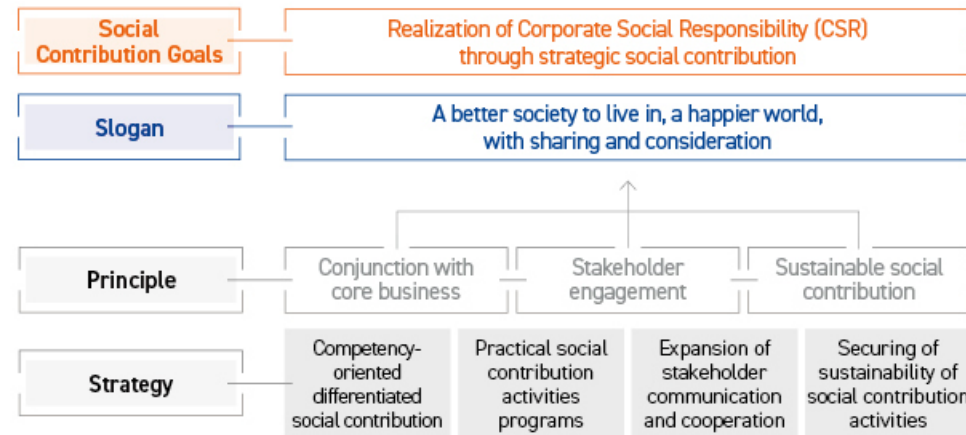 Social
Contribution Goals
Realization of Corporate Social Responsibility (CSR)
through strategic social contribution
Slogan
A better society to live in, a happier world,
with sharing and consideration
Principle
Conjunction with
core business
Stakeholder
engagement
Sustainable social
contribution
Strategy
Competency-
oriented
differentiated
social contribution
Practical social
contribution
activities
programs
Expansion of
stakeholder
communication
and cooperation
Securing of
sustainability of
social contribution
activities